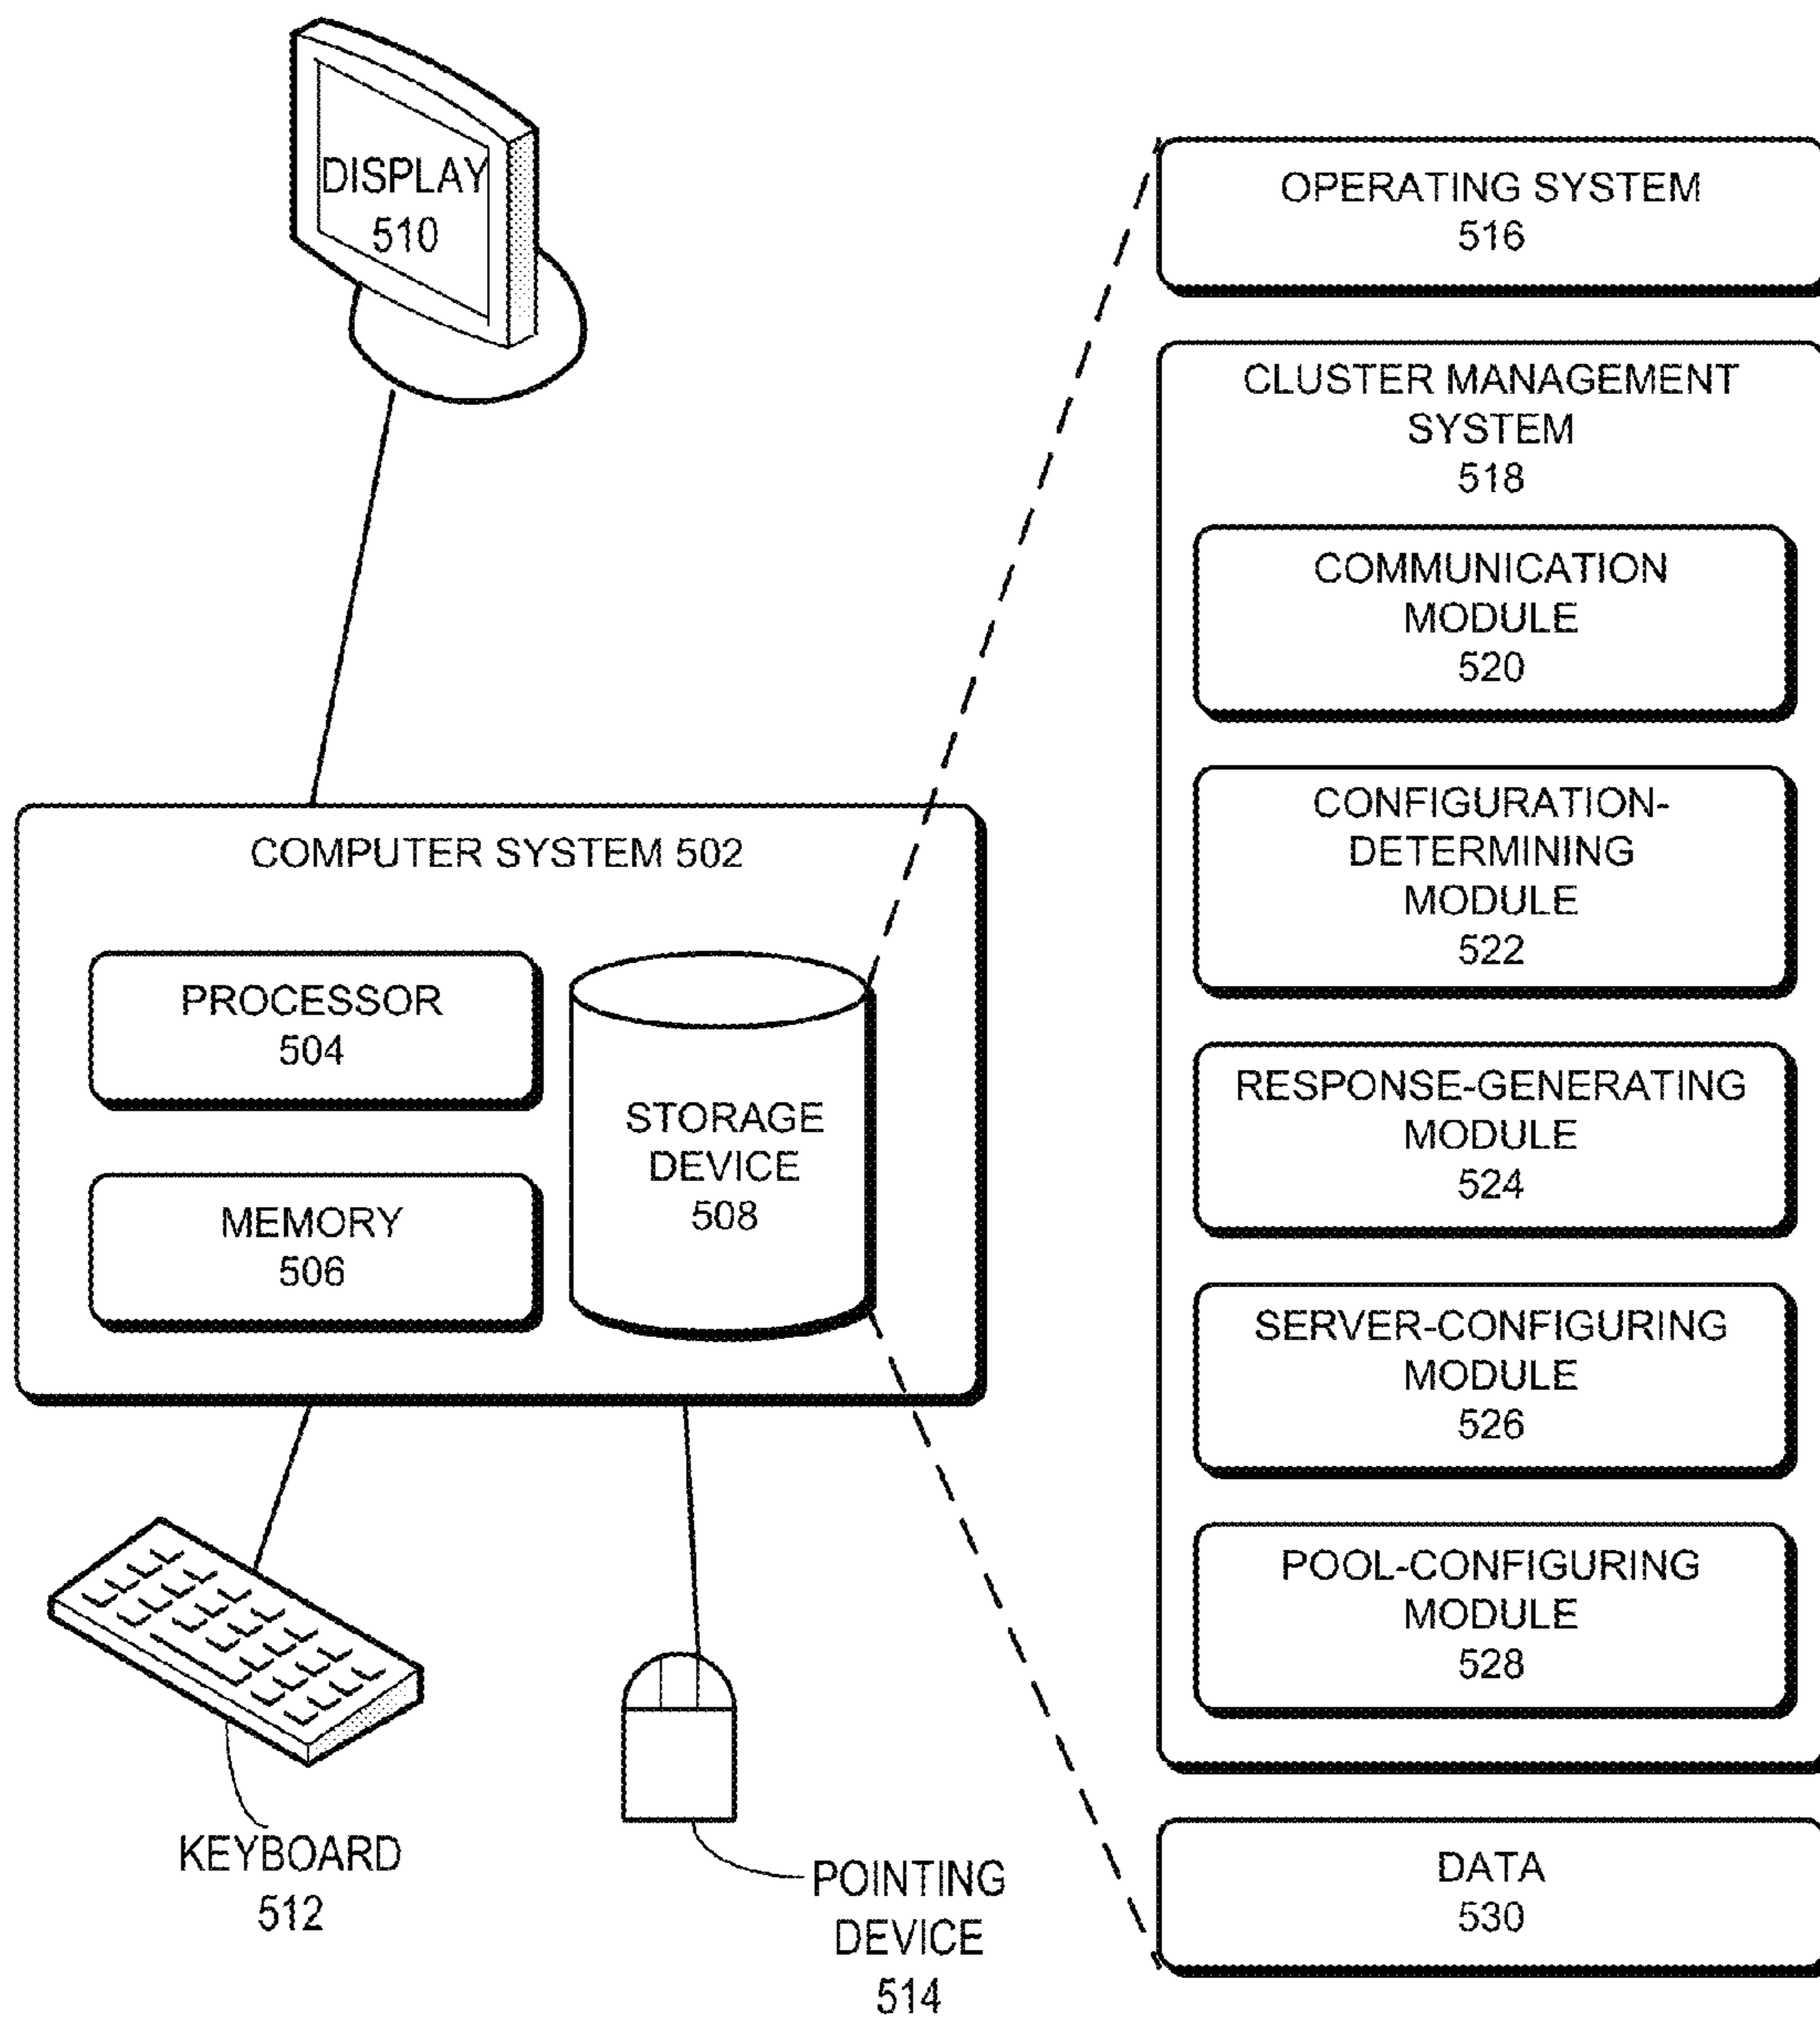 DISPLAY
510
COMPUTER SYSTEM 502
PROCESSOR
504
MEMORY
506
STORAGE
DEVICE
508
KEYBOARD
512
POINTING
DEVICE
514
OPERATING SYSTEM
516
CLUSTER MANAGEMENT
SYSTEM
518
COMMUNICATION
MODULE
520
CONFIGURATION-
DETERMINING
MODULE
522
RESPONSE-GENERATING
MODULE
524
SERVER-CONFIGURING
MODULE
526
POOL-CONFIGURING
MODULE
528
DATA
530